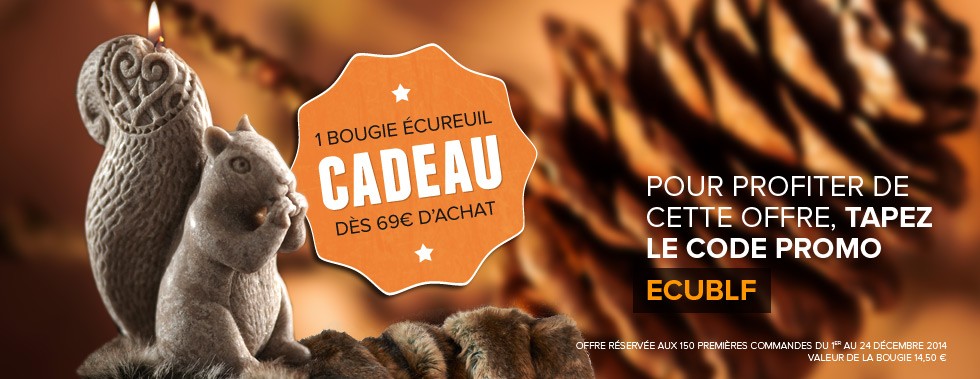 1 BOUGIE ÉCUREUIL
CADEAU
DÈS 69€ D'ACHAT
POUR PROFITER DE
CETTE OFFRE, TAPEZ
LE CODE PROMO
ECUBLF
OFFRE RÉSERVÉE AUX 150 PREMIÈRES COMMANDES DU 1ER AU 24 DÉCEMBRE 2014
VALEUR DE LA BOUGIE 14,50 €